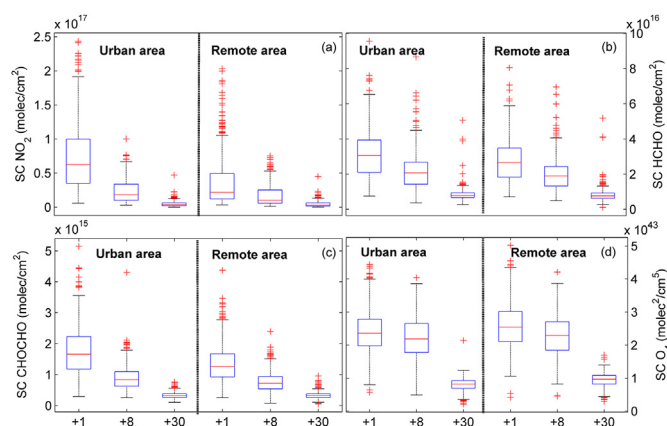 x 10^17
x 10^16
2.5
Urban area
Remote area
(a)
Urban area
Remote area
(b)
10
2
8
1.5
6
1
4
0.5
2
0
0
SC NO2 (molec/cm^2)
SC HCHO (molec/cm^2)
x 10^15
x 10^43
5
Urban area
Remote area
(c)
Urban area
Remote area
(d)
5
4
4
3
3
2
2
1
1
0
0
SC CHOCHO (molec/cm^2)
SC O4 (molec^2/cm^5)
+1
+8
+30
+1
+8
+30
+1
+8
+30
+1
+8
+30